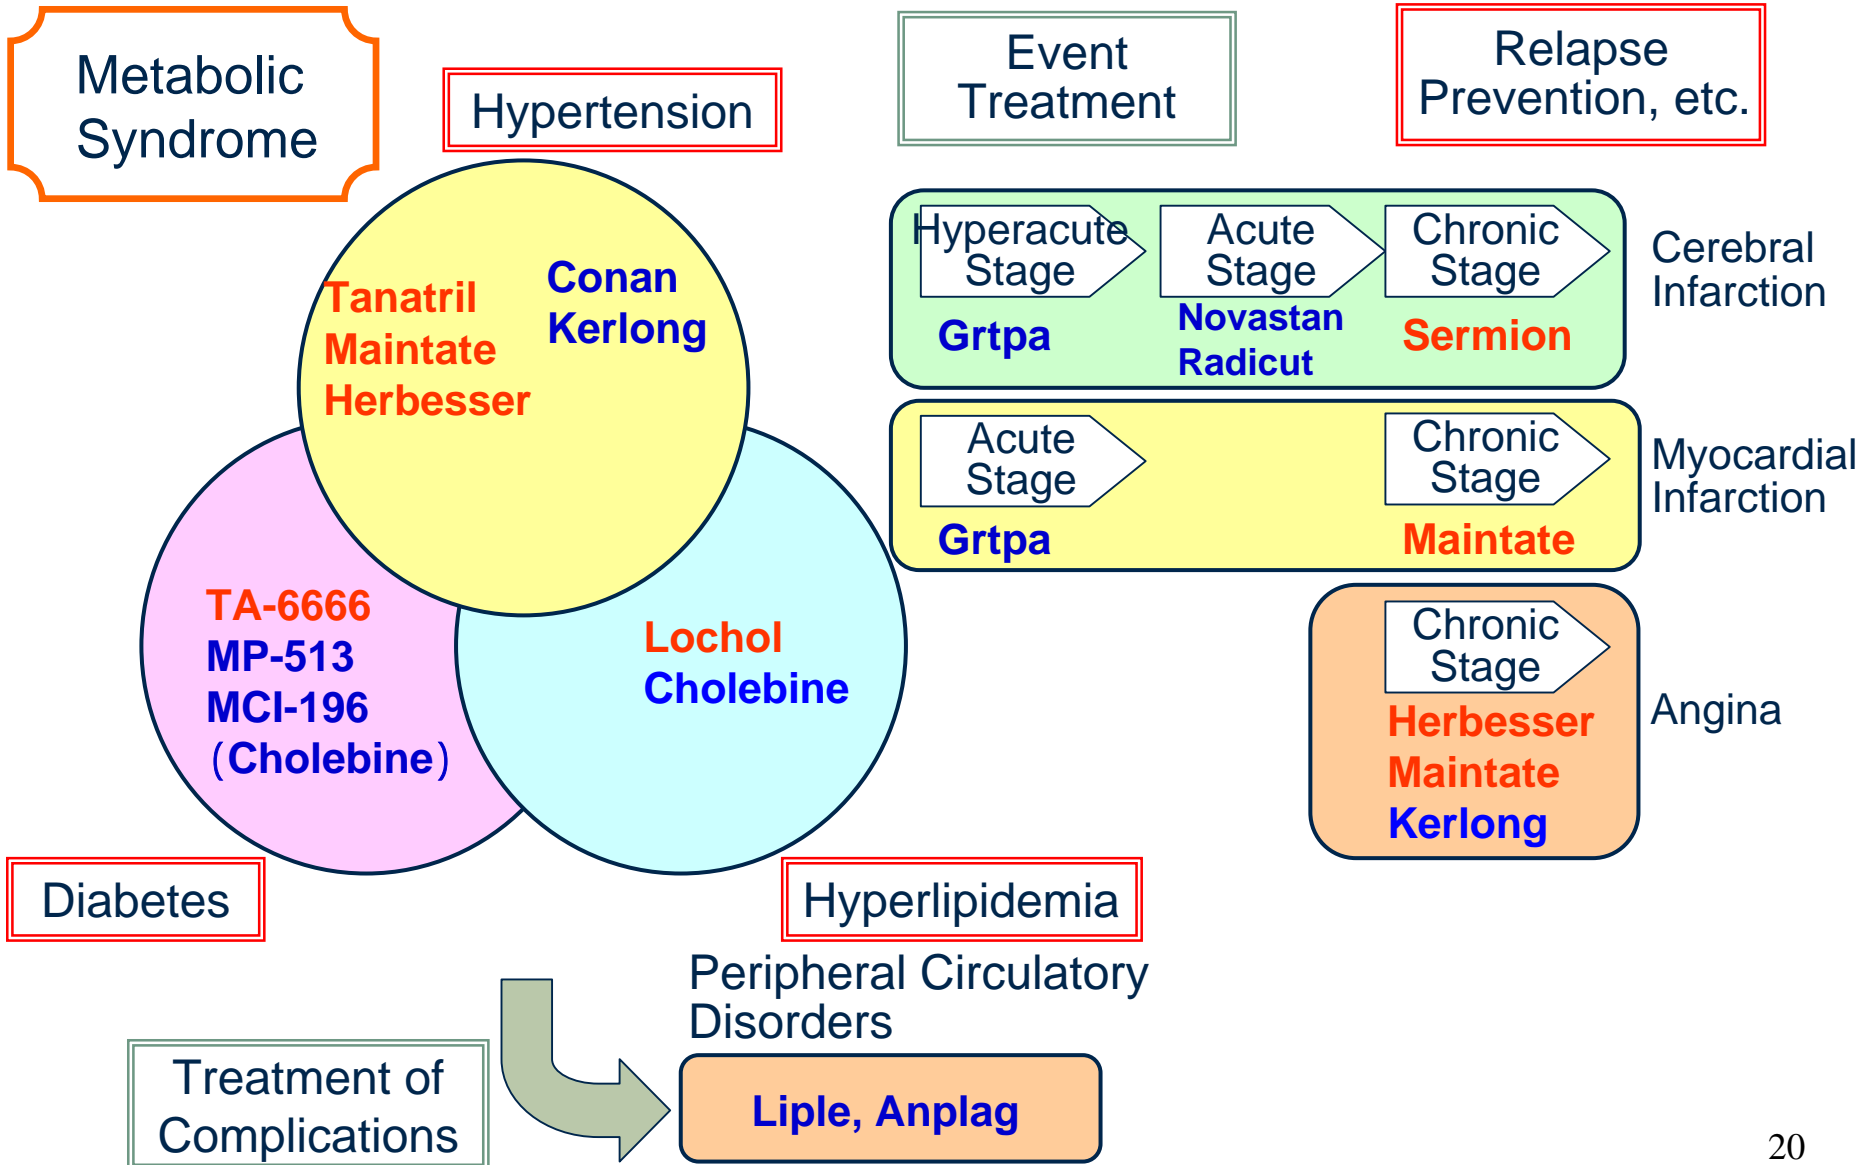 Metabolic
Syndrome
Hypertension
Event
Treatment
Relapse
Prevention, etc.
Tanatril
Maintate
Herbesser
Conan
Kerlong
TA-6666
MP-513
MCI-196
(Cholebine)
Lochol
Cholebine
Diabetes
Hyperlipidemia
Hyperacute
Stage
Grtpa
Acute
Stage
Novastan
Radicut
Chronic
Stage
Sermion
Cerebral
Infarction
Acute
Stage
Grtpa
Chronic
Stage
Maintate
Myocardial
Infarction
Chronic
Stage
Herbesser
Maintate
Kerlong
Angina
Treatment of
Complications
Peripheral Circulatory
Disorders
Liple, Anplag
20